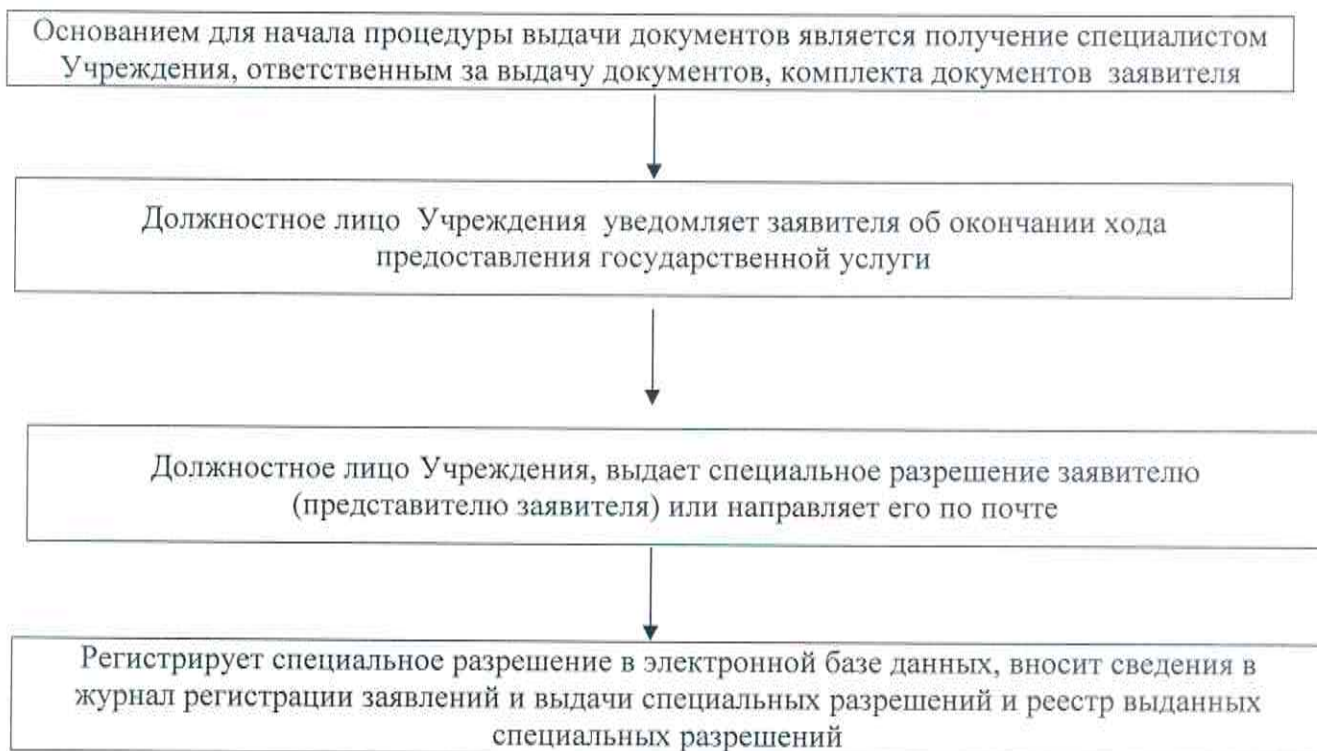 Основанием для начала процедуры выдачи документов является получение специалистом
Учреждения, ответственным за выдачу документов, комплекта документов заявителя
Должностное лицо Учреждения уведомляет заявителя об окончании хода
предоставления государственной услуги
Должностное лицо Учреждения, выдает специальное разрешение заявителю
(представителю заявителя) или направляет его по почте
Регистрирует специальное разрешение в электронной базе данных, вносит сведения в
журнал регистрации заявлений и выдачи специальных разрешений и реестр выданных
специальных разрешений